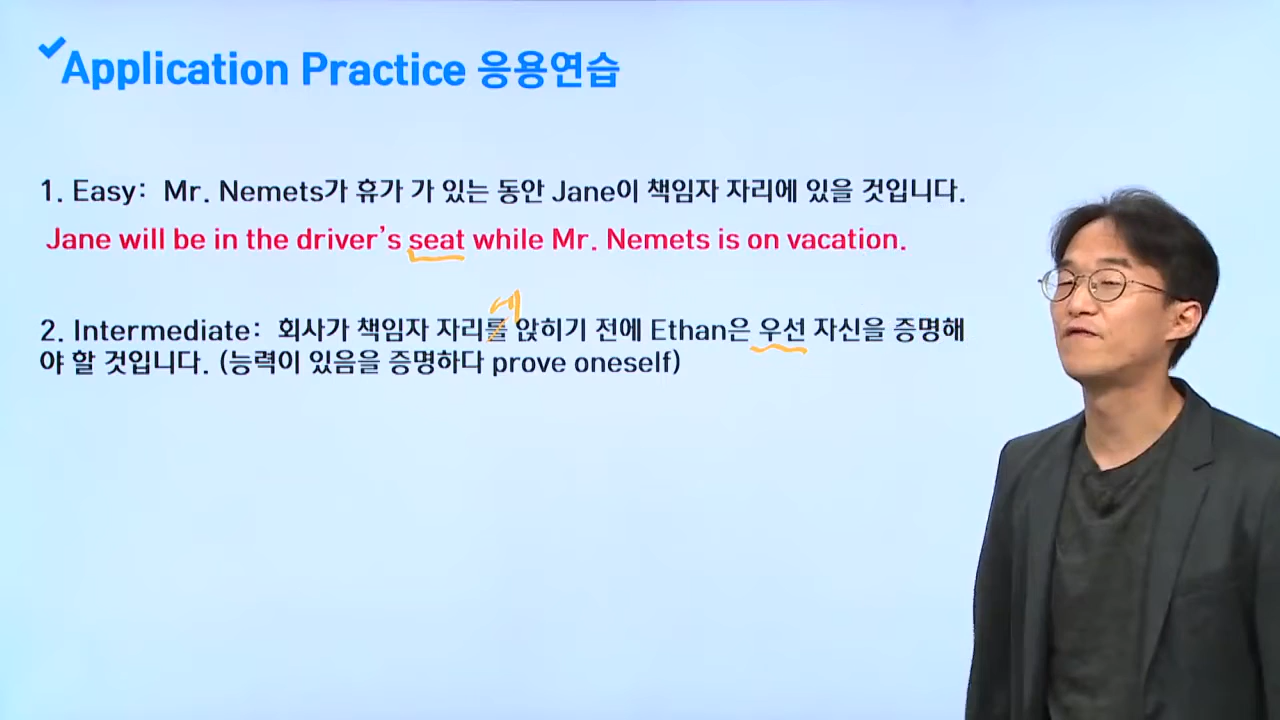 Application Practice 응용연습
1. Easy: Mr. Nemets가 휴가 가 있는 동안 Jane이 책임자 자리에 있을 것입니다.
Jane will be in the driver's seat while Mr. Nemets is on vacation.
에
2. Intermediate: 회사가 책임자 자리를 앉히기 전에 Ethan은 우선 자신을 증명해
야 할 것입니다. (능력이 있음을 증명하다 prove oneself)